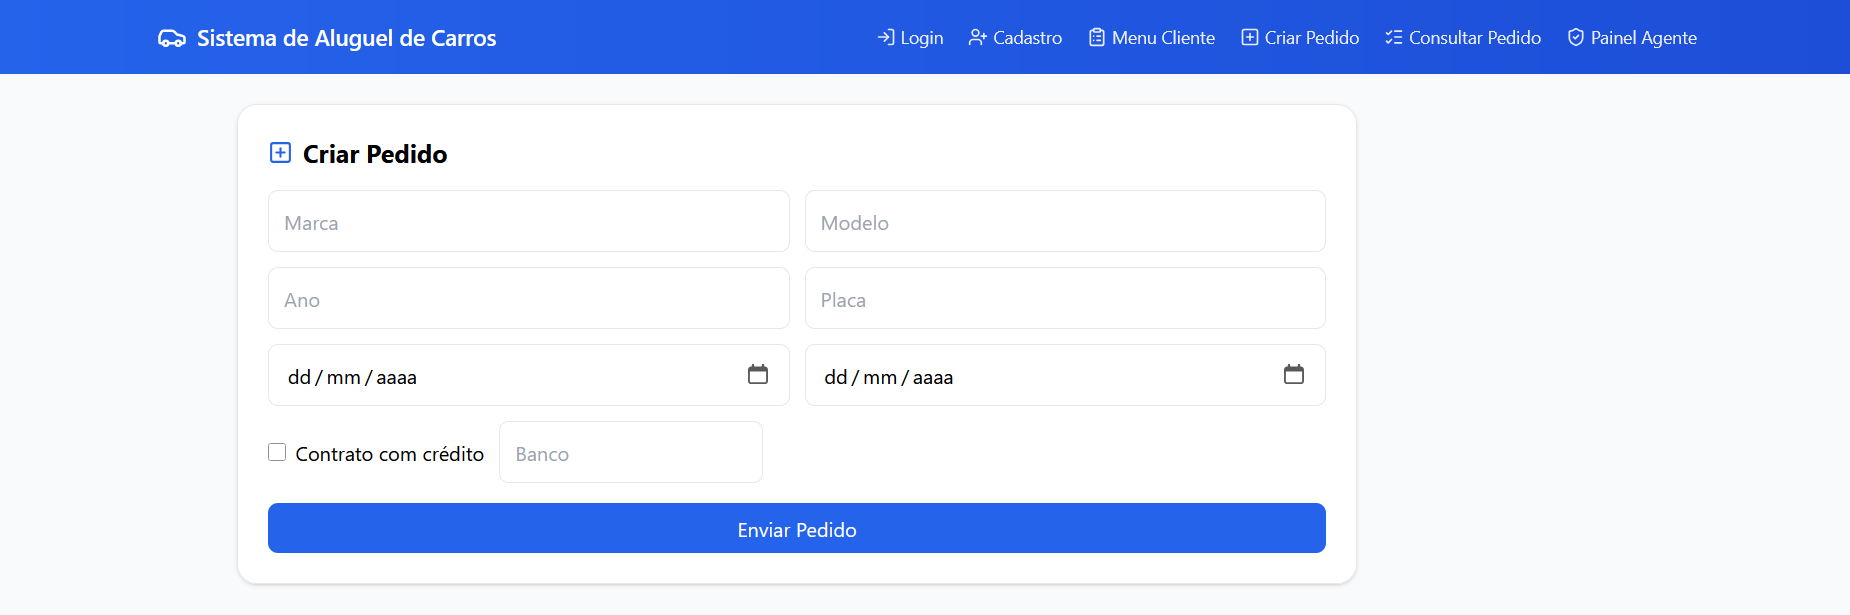 Sistema de Aluguel de Carros Login Cadastro Menu Cliente Criar Pedido Consultar Pedido Painel Agente
Criar Pedido
Marca Modelo
Ano Placa
dd/mm/aaaa dd/mm/aaaa
Contrato com crédito Banco
Enviar Pedido